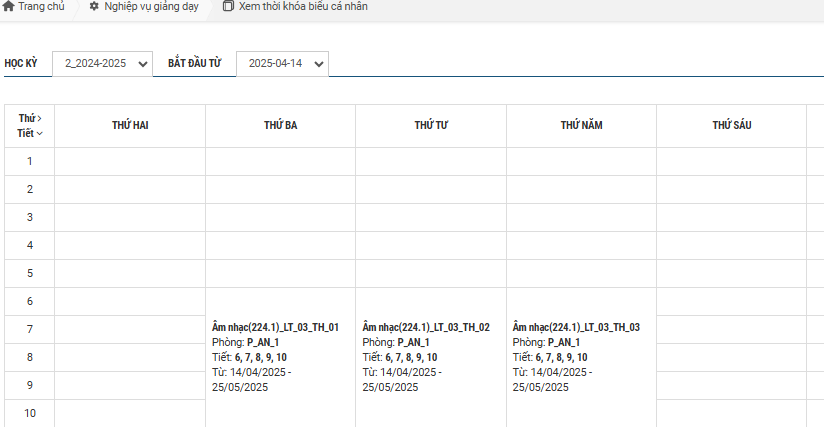 Trang chủ Nghiệp vụ giảng dạy Xem thời khóa biểu cá nhân
HỌC KỲ 2_2024-2025 BẮT ĐẦU TỪ 2025-04-14
Thứ THỨ HAI THỨ BA THỨ TƯ THỨ NĂM THỨ SÁU
Tiết
1
2
3
4
5
6
7
8
9
10
Âm nhạc(224.1)_LT_03_TH_01
Phòng: P_AN_1
Tiết: 6, 7, 8, 9, 10
Từ: 14/04/2025 -
25/05/2025
Âm nhạc(224.1)_LT_03_TH_02
Phòng: P_AN_1
Tiết: 6, 7, 8, 9, 10
Từ: 14/04/2025 -
25/05/2025
Âm nhạc(224.1)_LT_03_TH_03
Phòng: P_AN_1
Tiết: 6, 7, 8, 9, 10
Từ: 14/04/2025 -
25/05/2025